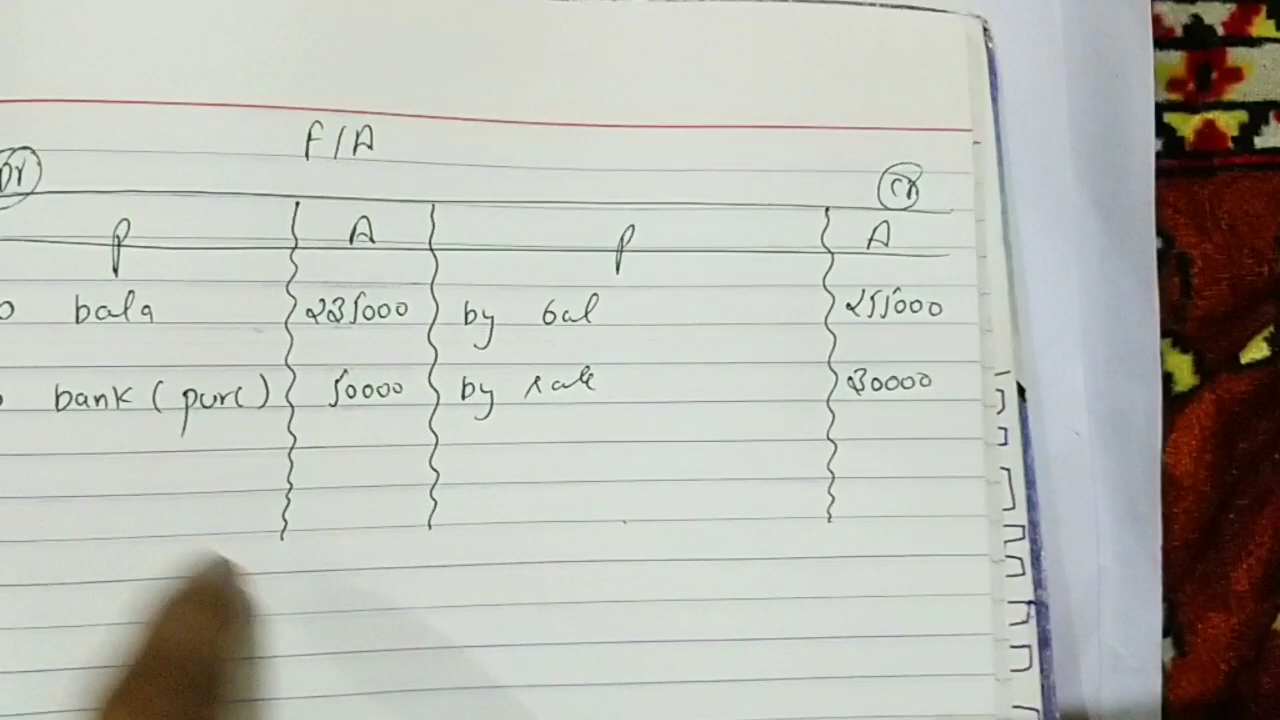 F/A
Dr Cr
P A P A
o bala 235000 by bal 255000
o bank (purc) 50000 by sale 30000